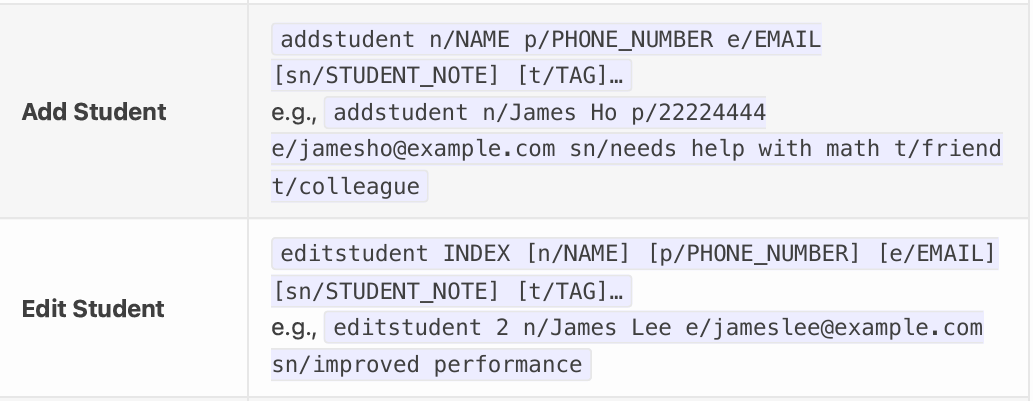 Add Student
addstudent n/NAME p/PHONE_NUMBER e/EMAIL
[sn/STUDENT_NOTE] [t/TAG]…
e.g., addstudent n/James Ho p/22224444
e/jamesho@example.com sn/needs help with math t/friend
t/colleague
Edit Student
editstudent INDEX [n/NAME] [p/PHONE_NUMBER] [e/EMAIL]
[sn/STUDENT_NOTE] [t/TAG]…
e.g., editstudent 2 n/James Lee e/jameslee@example.com
sn/improved performance